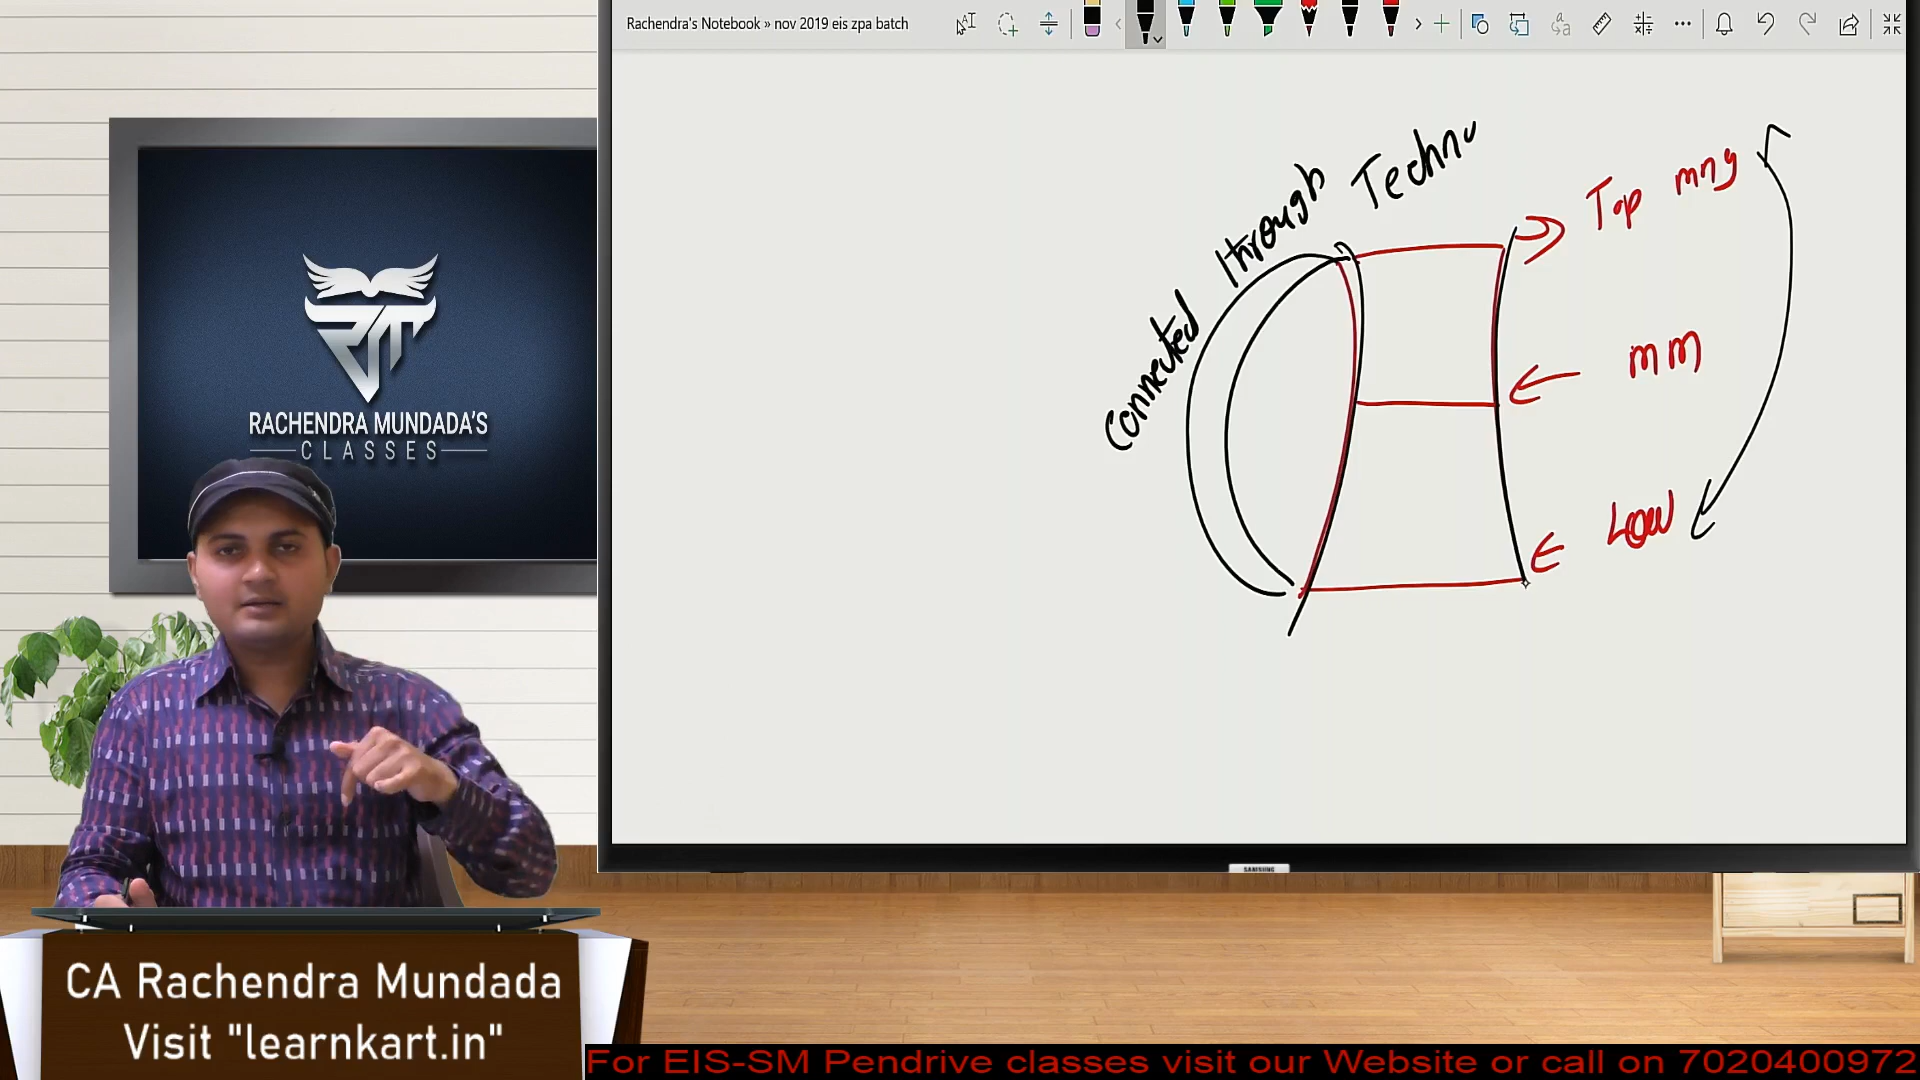 Rachendra's Notebook » nov 2019 eis zpa batch
Connected through Techno
Top mng
mm
Low
RACHENDRA MUNDADA'S
CLASSES
SAMSUNG
CA Rachendra Mundada
Visit "learnkart.in"
For EIS-SM Pendrive classes visit our Website or call on 7020400972